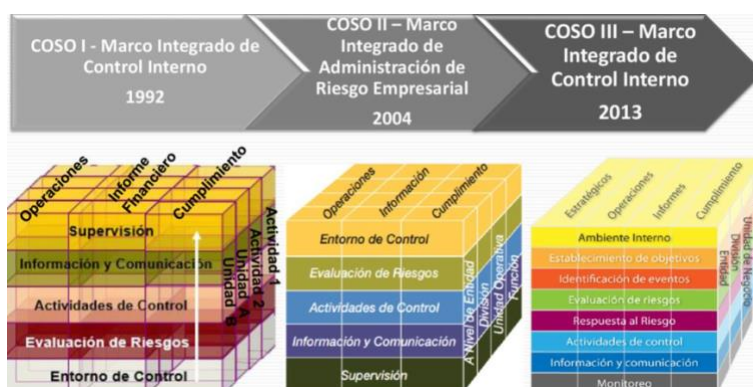 COSO I - Marco Integrado de
Control Interno
1992
COSO II – Marco
Integrado de
Administración de
Riesgo Empresarial
2004
COSO III – Marco
Integrado de
Control Interno
2013
Operaciones
Informe
Financiero
Cumplimiento
Supervisión
Información y Comunicación
Actividades de Control
Evaluación de Riesgos
Entorno de Control
Unidad B
Unidad A
Actividad 2
Actividad 1
Operaciones
Información
Cumplimiento
Entorno de Control
Evaluación de Riesgos
Actividades de Control
Información y Comunicación
Supervisión
A Nivel de Entidad
División
Unidad Operativa
Función
Estratégicos
Operaciones
Informes
Cumplimiento
Ambiente Interno
Establecimiento de objetivos
Identificación de eventos
Evaluación de riesgos
Respuesta al Riesgo
Actividades de control
Información y comunicación
Monitoreo
Entidad
División
Unidad de